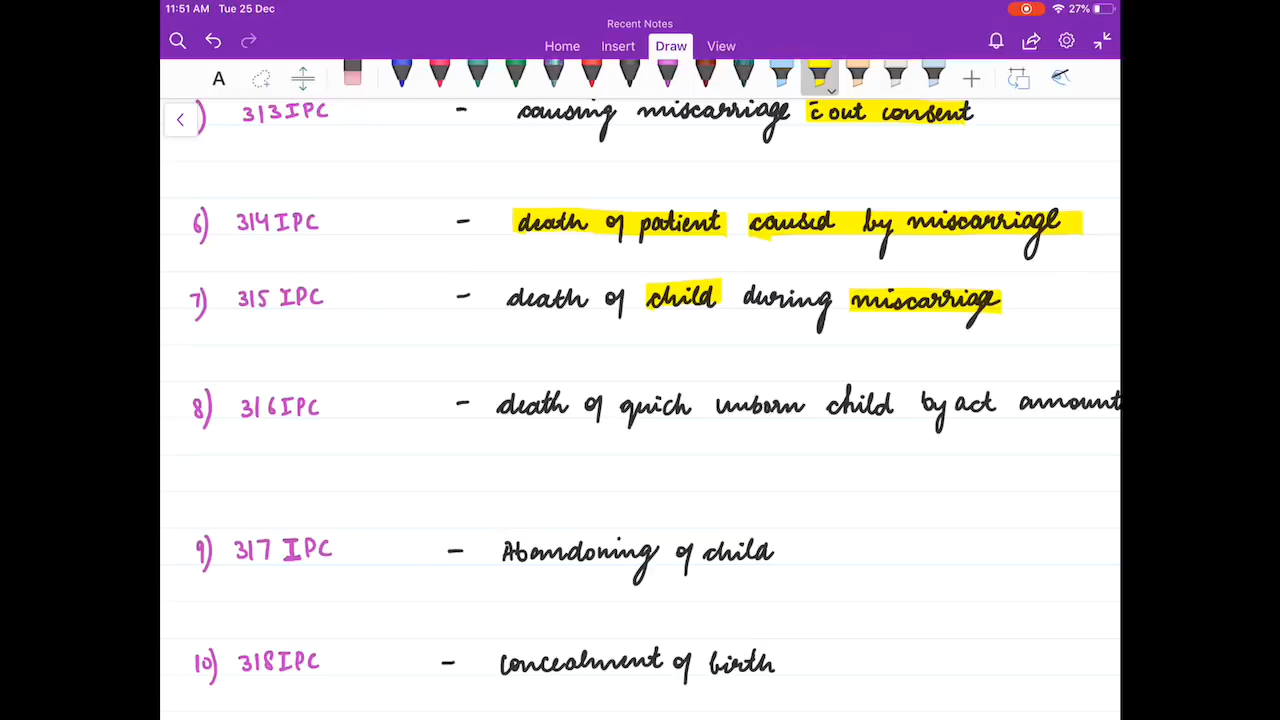 11:51 AM Tue 25 Dec
27%
Recent Notes
Home Insert Draw View
A
) 313 IPC - causing miscarriage c̄ out consent
6) 314 IPC - death of patient caused by miscarriage
7) 315 IPC - death of child during miscarriage
8) 316 IPC - death of quich unborn child by act amount
9) 317 IPC - Abandoning of child
10) 318 IPC - concealment of birth